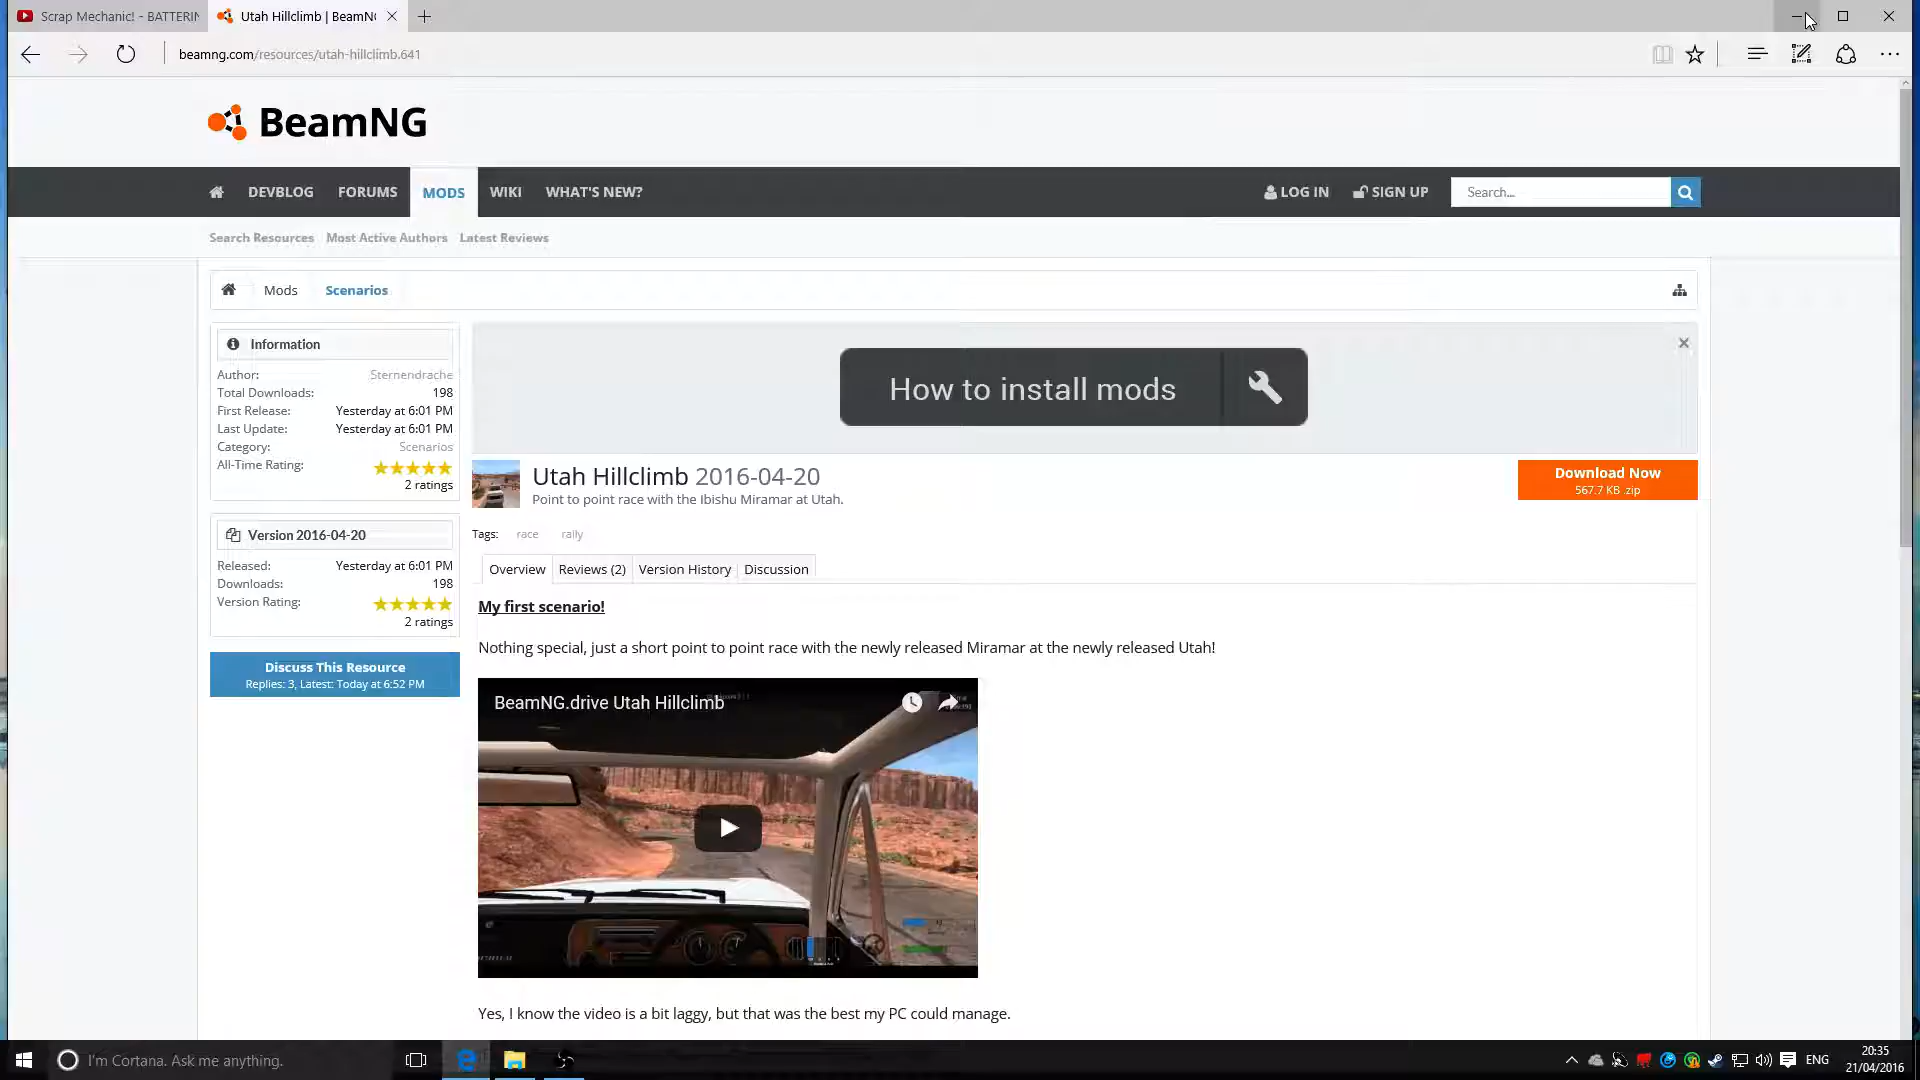 Scrap Mechanic! - BATTERIN
Utah Hillclimb | BeamN
beamng.com/resources/utah-hillclimb.641
BeamNG
DEVBLOG FORUMS MODS WIKI WHAT'S NEW? LOG IN SIGN UP Search...
Search Resources Most Active Authors Latest Reviews
Mods Scenarios
Information
Author: Sternendrache
Total Downloads: 198
First Release: Yesterday at 6:01 PM
Last Update: Yesterday at 6:01 PM
Category: Scenarios
All-Time Rating:
2 ratings
Version 2016-04-20
Released: Yesterday at 6:01 PM
Downloads: 198
Version Rating:
2 ratings
Discuss This Resource
Replies: 3, Latest: Today at 6:52 PM
How to install mods
Utah Hillclimb 2016-04-20
Point to point race with the Ibishu Miramar at Utah.
Download Now
567.7 KB .zip
Tags: race rally
Overview Reviews (2) Version History Discussion
My first scenario!
Nothing special, just a short point to point race with the newly released Miramar at the newly released Utah!
BeamNG.drive Utah Hillclimb
Yes, I know the video is a bit laggy, but that was the best my PC could manage.
I'm Cortana. Ask me anything.
ENG
20:35
21/04/2016